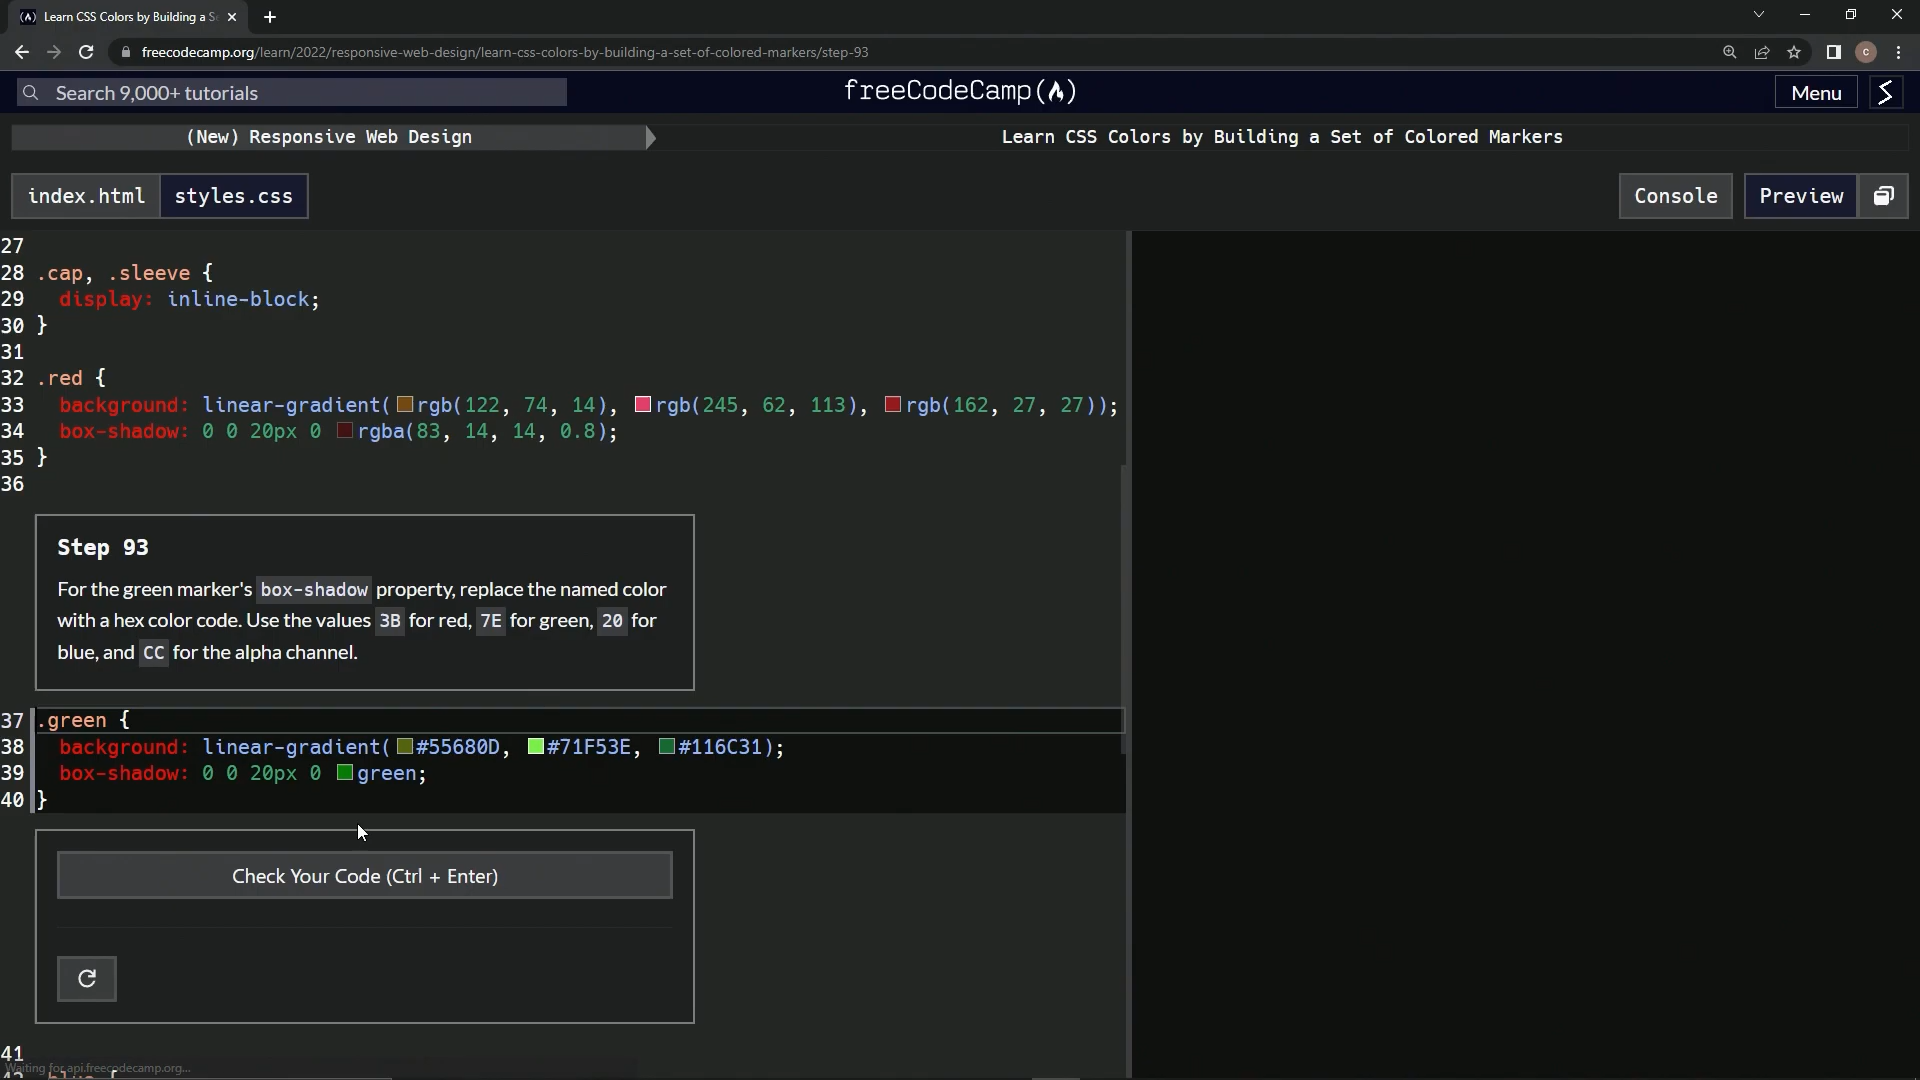 Learn CSS Colors by Building a S
freecodecamp.org/learn/2022/responsive-web-design/learn-css-colors-by-building-a-set-of-colored-markers/step-93
C
Search 9,000+ tutorials
freeCodeCamp
Menu
(New) Responsive Web Design
Learn CSS Colors by Building a Set of Colored Markers
index.html
styles.css
Console
Preview
27
28 .cap, .sleeve {
29 display: inline-block;
30 }
31
32 .red {
33 background: linear-gradient(rgb(122, 74, 14), rgb(245, 62, 113), rgb(162, 27, 27));
34 box-shadow: 0 0 20px 0 rgba(83, 14, 14, 0.8);
35 }
36
Step 93
For the green marker's box-shadow property, replace the named color
with a hex color code. Use the values 3B for red, 7E for green, 20 for
blue, and CC for the alpha channel.
37 .green {
38 background: linear-gradient(#55680D, #71F53E, #116C31);
39 box-shadow: 0 0 20px 0 green;
40 }
Check Your Code (Ctrl + Enter)
41
Waiting for api.freecodecamp.org...